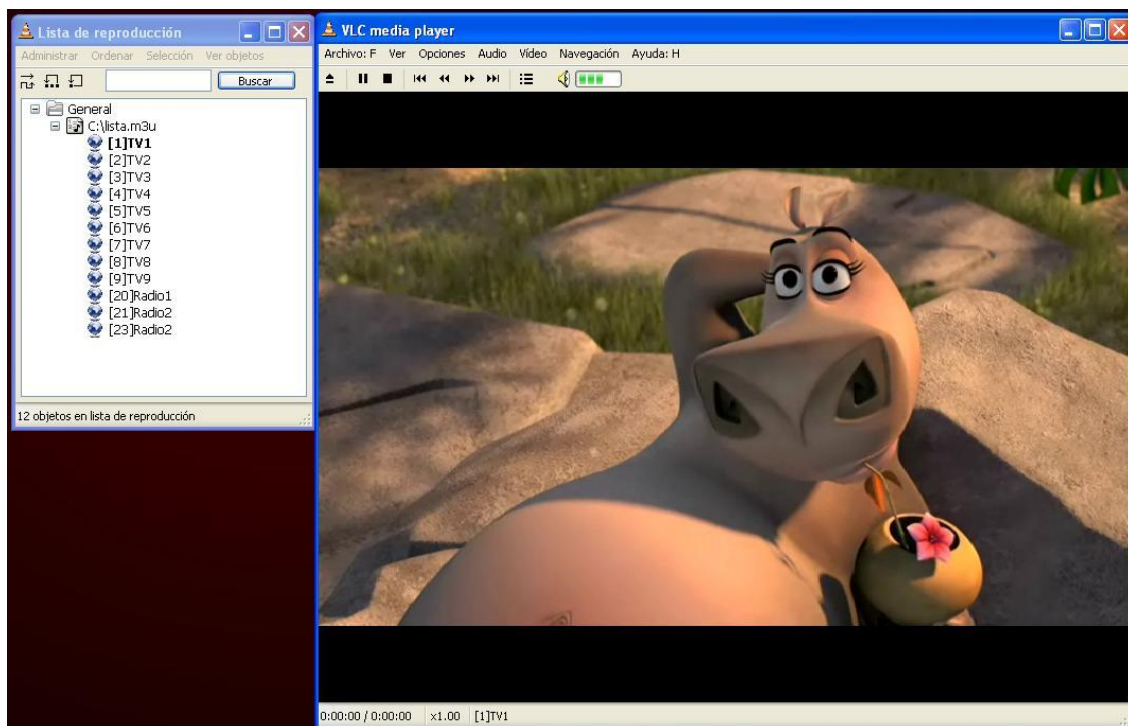 Lista de reproducción
Administrar Ordenar Selección Ver objetos
Buscar
General
C:\lista.m3u
[1]TV1
[2]TV2
[3]TV3
[4]TV4
[5]TV5
[6]TV6
[7]TV7
[8]TV8
[9]TV9
[20]Radio1
[21]Radio2
[23]Radio2
12 objetos en lista de reproducción
VLC media player
Archivo: F Ver Opciones Audio Vídeo Navegación Ayuda: H
0:00:00 / 0:00:00 x1.00 [1]TV1